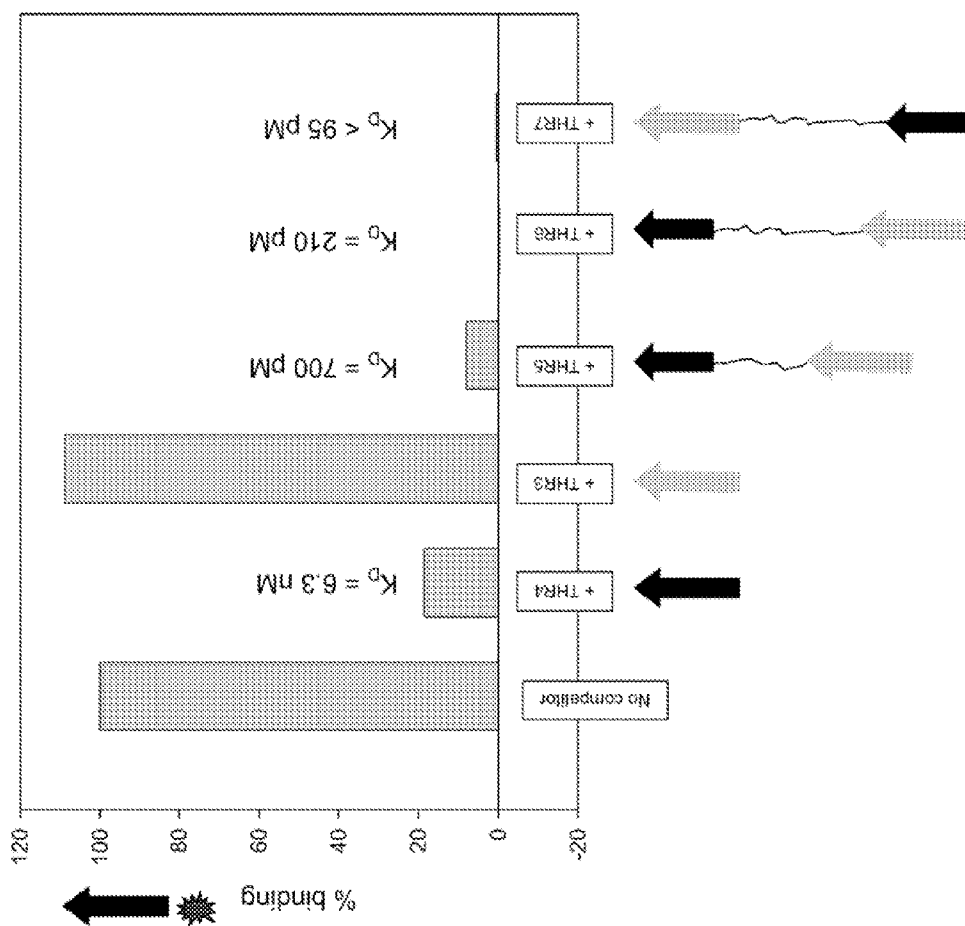 % binding
120
100
80
60
40
20
0
-20
No competitor
+ THR4
K_D = 6.3 nM
+ THR3
+ THR5
K_D = 700 pM
+ THR6
K_D = 210 pM
+ THR7
K_D < 95 pM